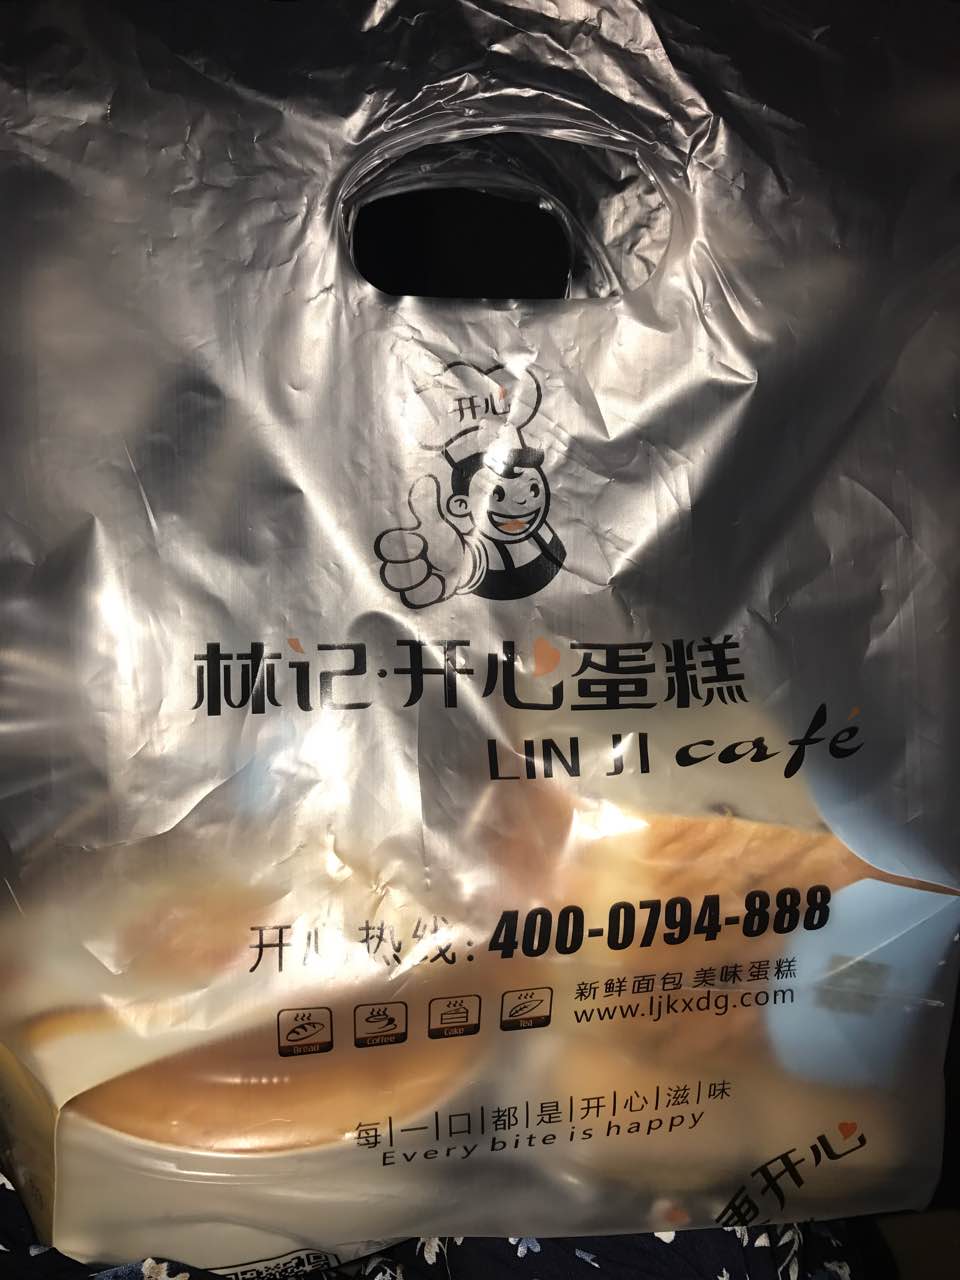 开心
林记·开心蛋糕
LIN JI café
开心热线:400-0794-888
新鲜面包 美味蛋糕
www.ljkxdg.com
Bread Coffee Cake Tea
每|一|口|都|是|开|心|滋|味
Every bite is happy
再开心